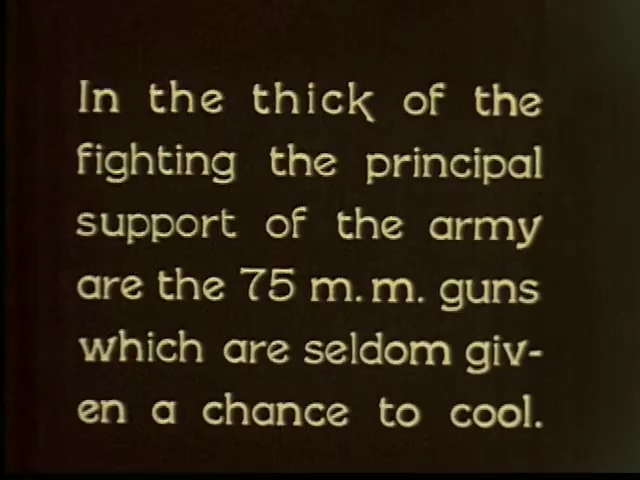 In the thick of the
fighting the principal
support of the army
are the 75 m.m. guns
which are seldom giv-
en a chance to cool.